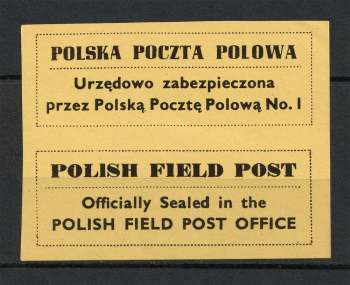 POLSKA POCZTA POLOWA
Urzędowo zabezpieczona
przez Polską Pocztę Polową No. 1
POLISH FIELD POST
Officially Sealed in the
POLISH FIELD POST OFFICE